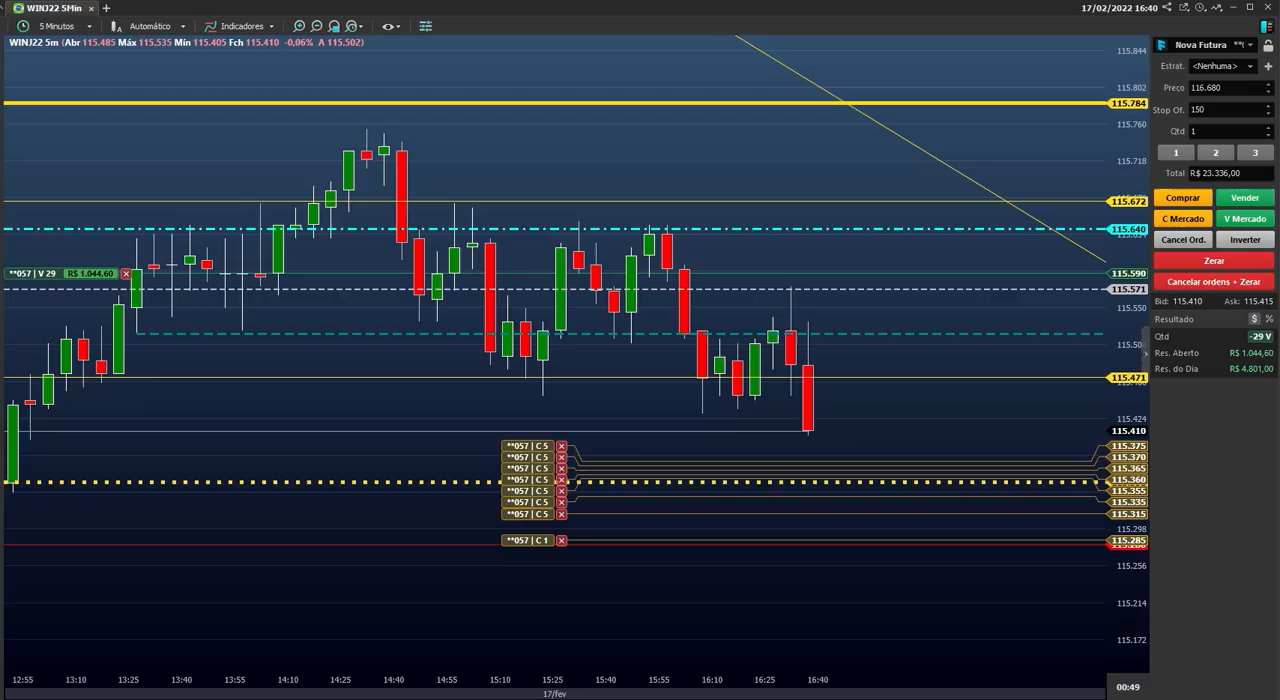 WINJ22 5Min × +
17/02/2022 16:40
5 Minutos Automático Indicadores
WINJ22 5m (Abr 115.485 Máx 115.535 Mín 115.405 Fch 115.410 -0,06% A 115.502)
115.844
115.802
115.784
115.760
115.718
115.672
115.640
**057 | V 29 R$ 1.044,60
115.590
115.571
115.550
115.471
115.424
115.410
**057 | C 5 115.375
**057 | C 5 115.370
**057 | C 5 115.365
**057 | C 5 115.360
**057 | C 5 115.355
**057 | C 5 115.335
**057 | C 5 115.315
115.298
**057 | C 1 115.285
115.256
115.214
115.172
12:55 13:10 13:25 13:40 13:55 14:10 14:25 14:40 14:55 15:10 15:25 15:40 15:55 16:10 16:25 16:40
17/fev
00:49
Nova Futura
Estrat. <Nenhuma>
Preço 116.680
Stop Of. 150
Qtd 1
1 2 3
Total R$ 23.336,00
Comprar Vender
C Mercado V Mercado
Cancel Ord. Inverter
Zerar
Cancelar ordens + Zerar
Bid: 115.410 Ask: 115.415
Resultado $ %
Qtd -29 V
Res. Aberto R$ 1.044,60
Res. do Dia R$ 4.801,00